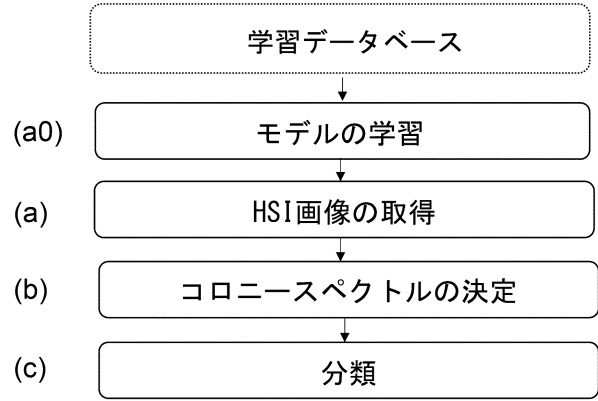 学習データベース
(a0) モデルの学習
(a) HSI画像の取得
(b) コロニースペクトルの決定
(c) 分類